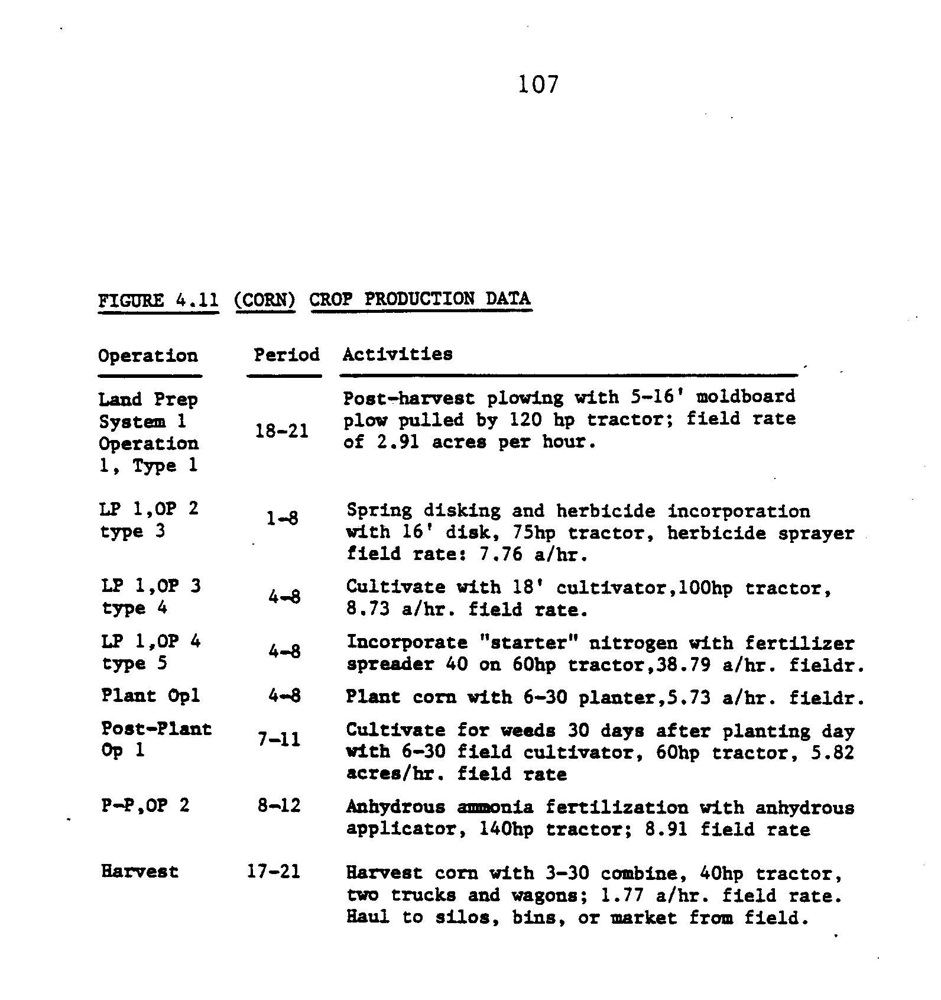 107
FIGURE 4.11 (CORN) CROP PRODUCTION DATA
Operation Period Activities
Land Prep
System 1
Operation
1, Type 1
18-21
Post-harvest plowing with 5-16' moldboard
plow pulled by 120 hp tractor; field rate
of 2.91 acres per hour.
LP 1,OP 2
type 3
1-8
Spring disking and herbicide incorporation
with 16' disk, 75hp tractor, herbicide sprayer
field rate: 7.76 a/hr.
LP 1,OP 3
type 4
4-8
Cultivate with 18' cultivator,100hp tractor,
8.73 a/hr. field rate.
LP 1,OP 4
type 5
4-8
Incorporate "starter" nitrogen with fertilizer
spreader 40 on 60hp tractor,38.79 a/hr. fieldr.
Plant Op1 4-8 Plant corn with 6-30 planter,5.73 a/hr. fieldr.
Post-Plant
Op 1
7-11
Cultivate for weeds 30 days after planting day
with 6-30 field cultivator, 60hp tractor, 5.82
acres/hr. field rate
P-P,OP 2 8-12 Anhydrous ammonia fertilization with anhydrous
applicator, 140hp tractor; 8.91 field rate
Harvest 17-21 Harvest corn with 3-30 combine, 40hp tractor,
two trucks and wagons; 1.77 a/hr. field rate.
Haul to silos, bins, or market from field.